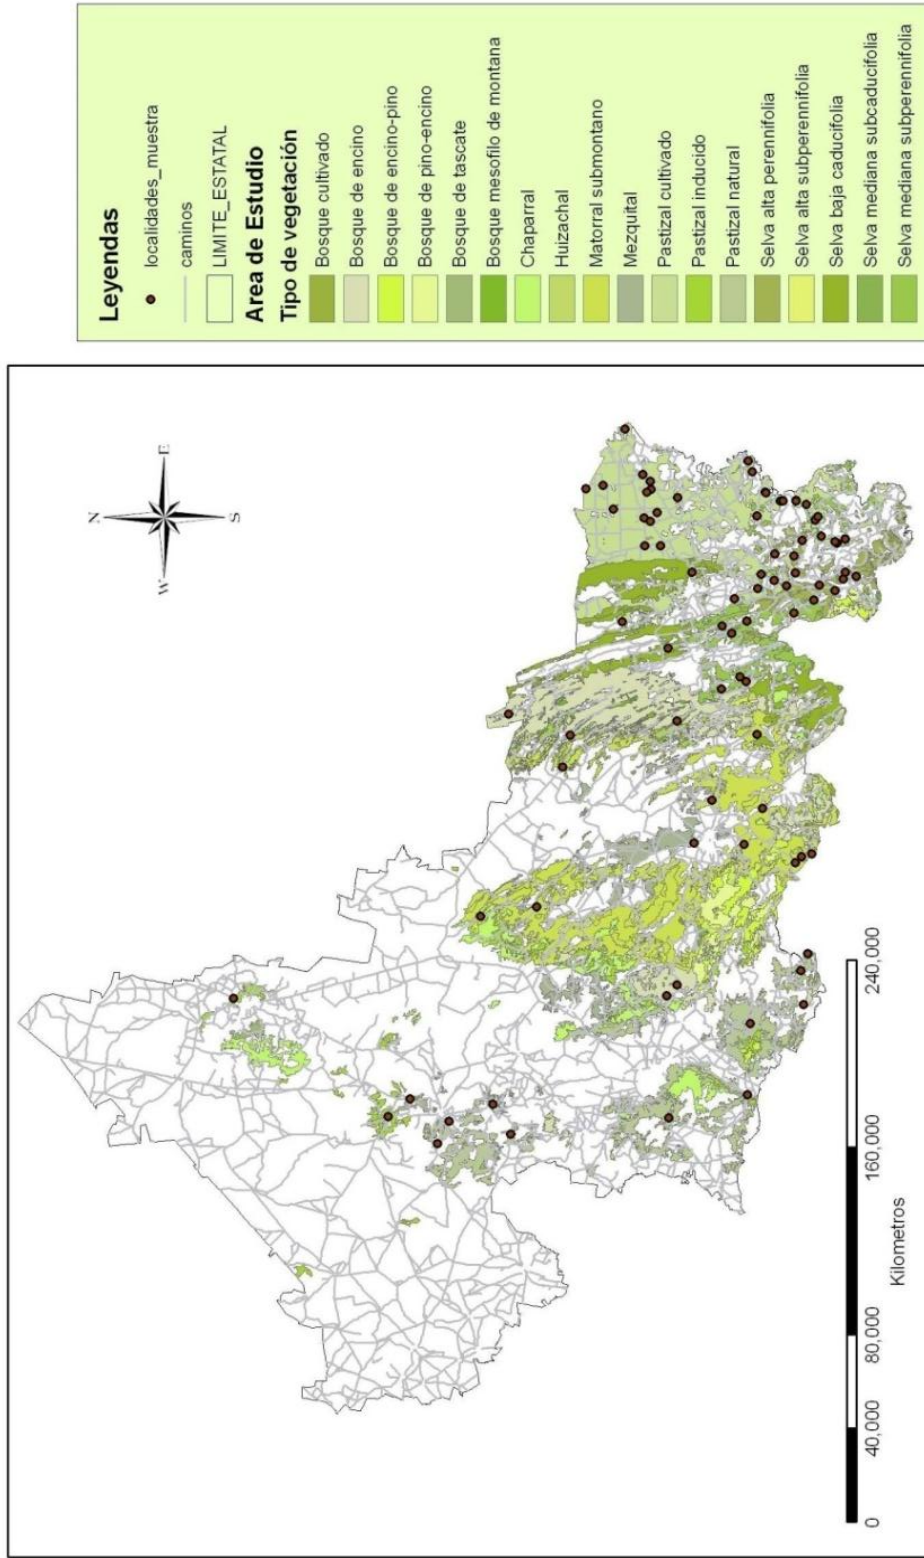 Leyendas
localidades_muestra
caminos
LIMITE_ESTATAL
Area de Estudio
Tipo de vegetación
Bosque cultivado
Bosque de encino
Bosque de encino-pino
Bosque de pino-encino
Bosque de tascate
Bosque mesofilo de montana
Chaparral
Huizachal
Matorral submontano
Mezquital
Pastizal cultivado
Pastizal inducido
Pastizal natural
Selva alta perennifolia
Selva alta subperennifolia
Selva baja caducifolia
Selva mediana subcaducifolia
Selva mediana subperennifolia
N
W
E
S
0
40,000
80,000
160,000
240,000
Kilometros